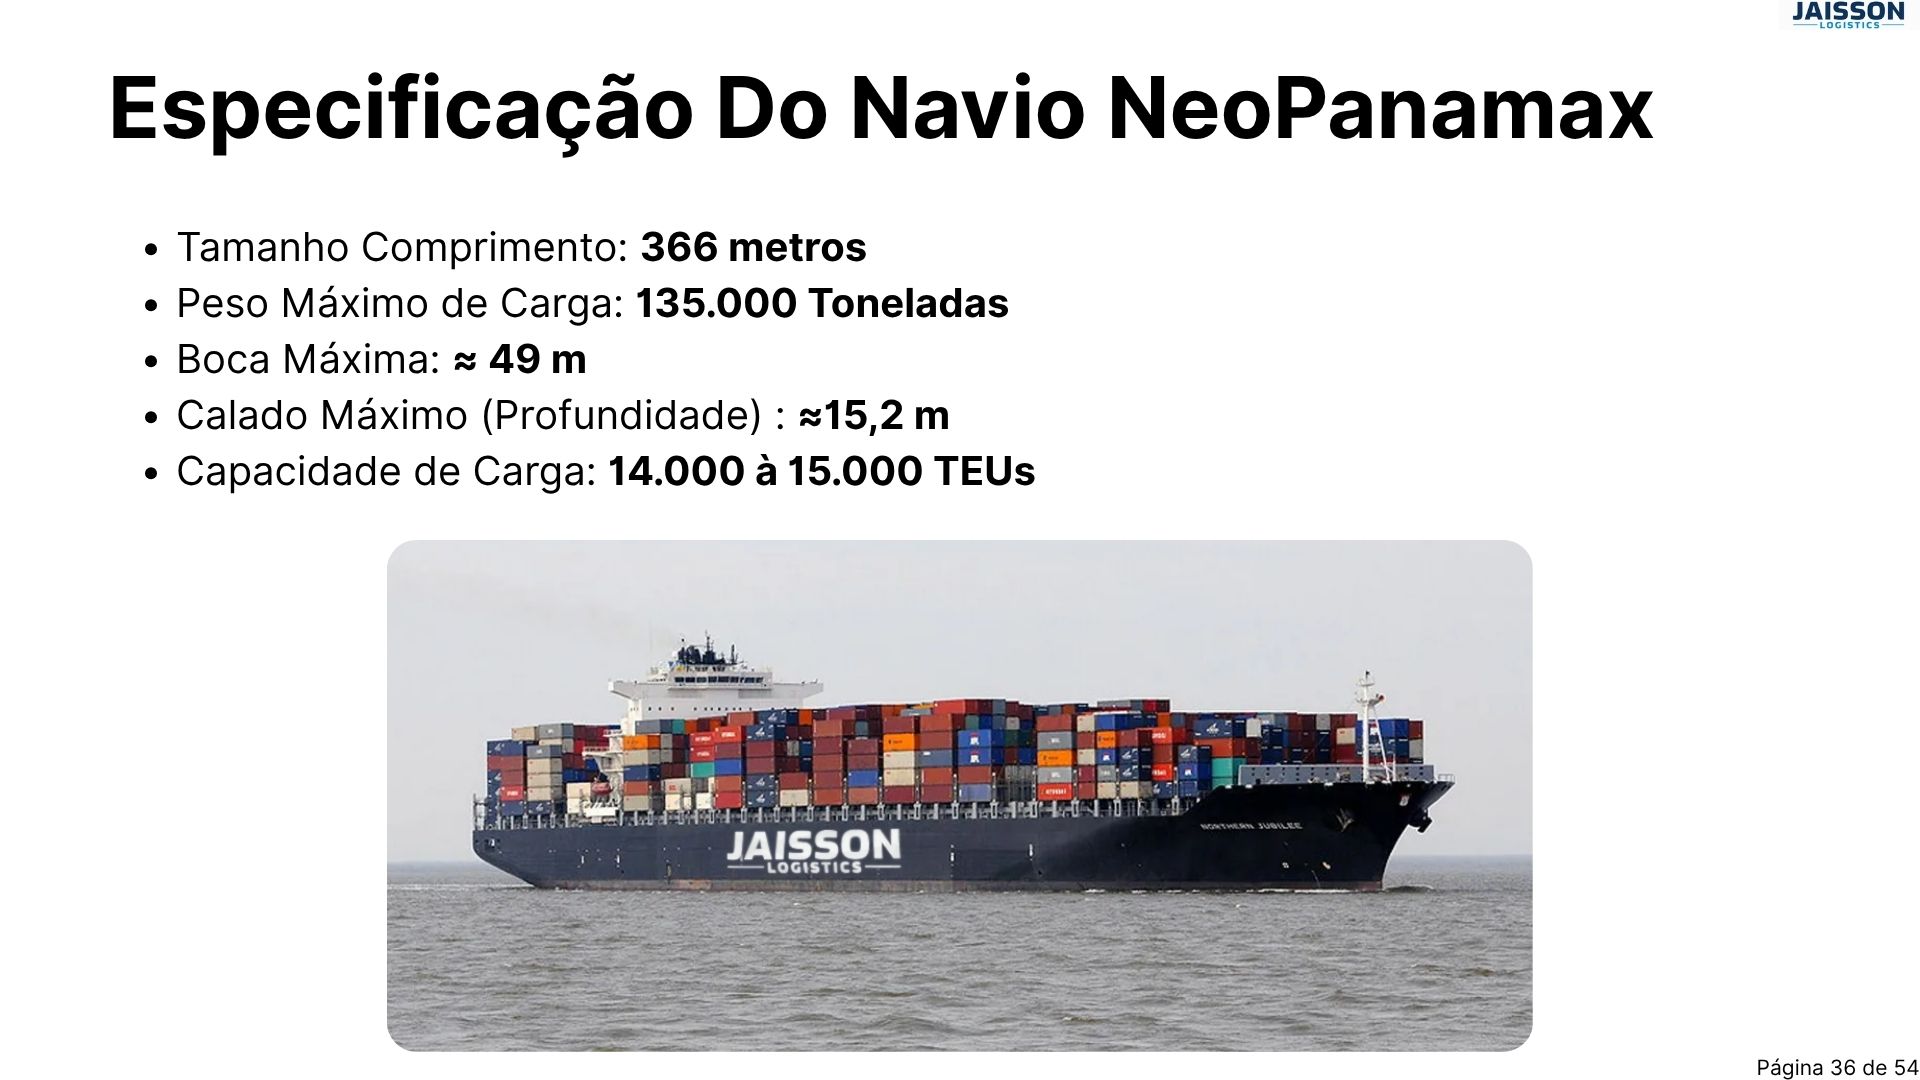 JAISSON
LOGISTICS
Especificação Do Navio NeoPanamax
• Tamanho Comprimento: 366 metros
• Peso Máximo de Carga: 135.000 Toneladas
• Boca Máxima: ≈ 49 m
• Calado Máximo (Profundidade) : ≈15,2 m
• Capacidade de Carga: 14.000 à 15.000 TEUs
NORTHERN JUBILEE
JAISSON
LOGISTICS
Página 36 de 54